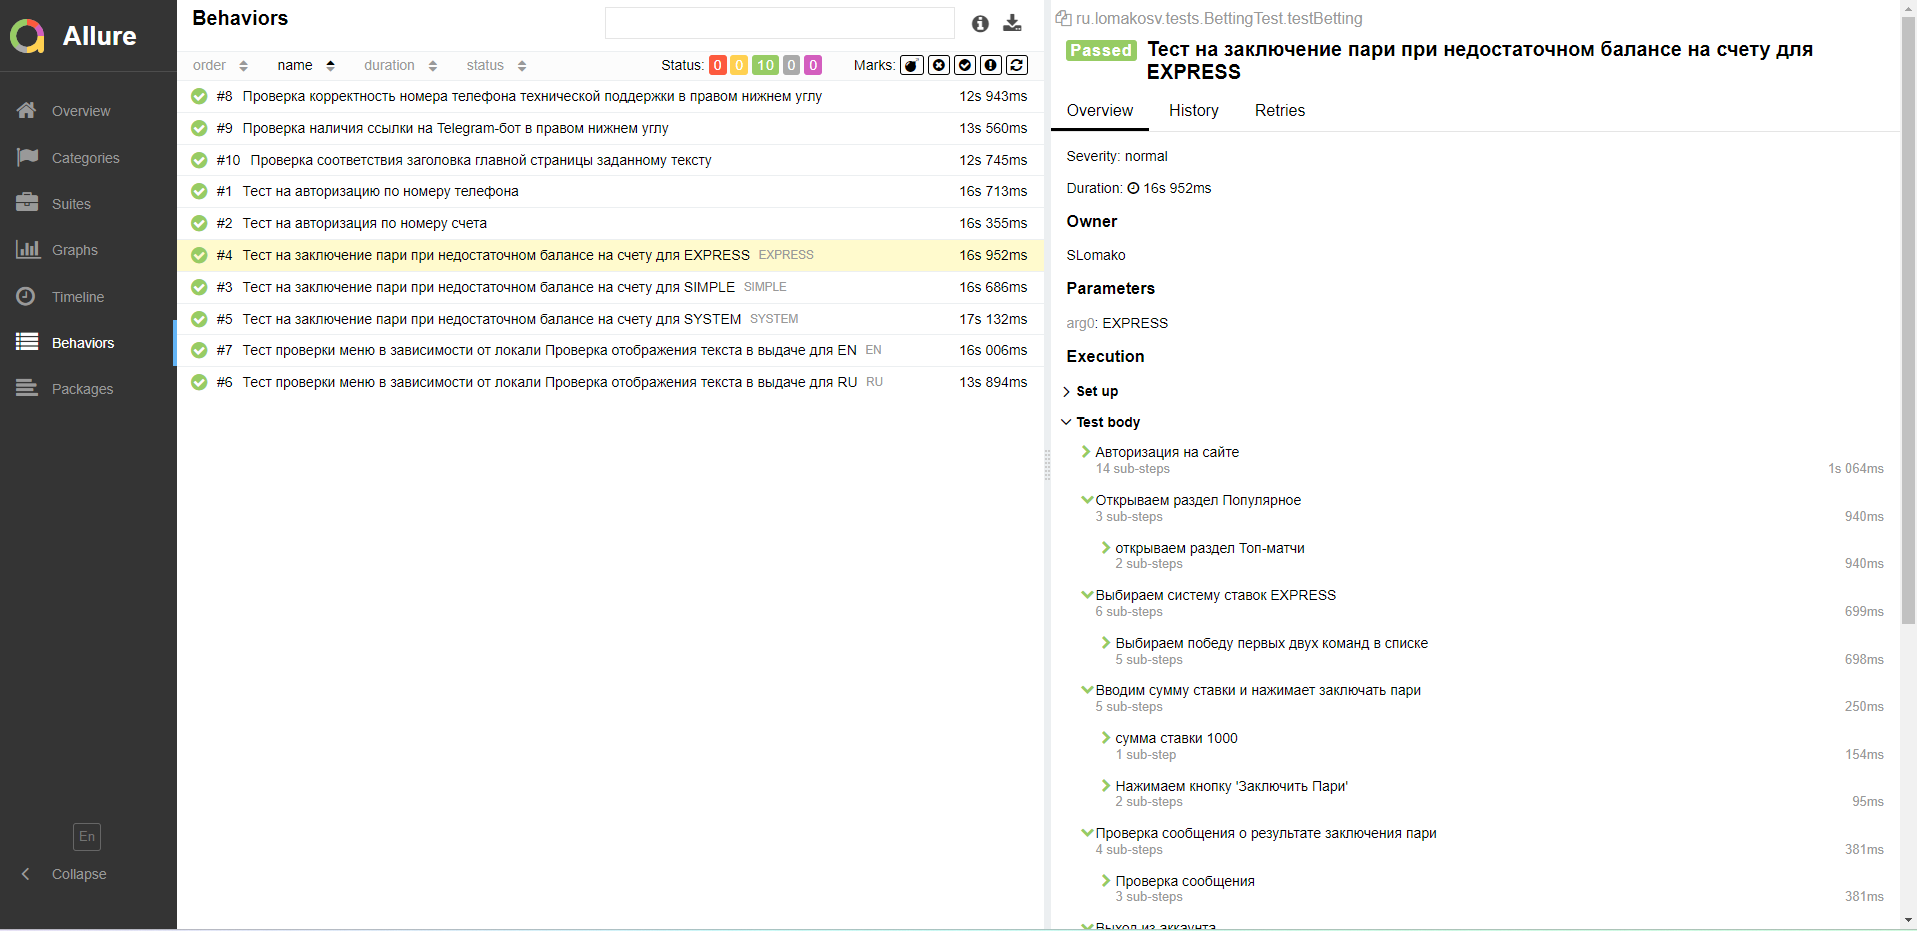 Allure
Overview
Categories
Suites
Graphs
Timeline
Behaviors
Packages
En
Collapse
Behaviors
order name duration status Status: 0 0 10 0 0 Marks:
#8 Проверка корректность номера телефона технической поддержки в правом нижнем углу 12s 943ms
#9 Проверка наличия ссылки на Telegram-бот в правом нижнем углу 13s 560ms
#10 Проверка соответствия заголовка главной страницы заданному тексту 12s 745ms
#1 Тест на авторизацию по номеру телефона 16s 713ms
#2 Тест на авторизация по номеру счета 16s 355ms
#4 Тест на заключение пари при недостаточном балансе на счету для EXPRESS EXPRESS 16s 952ms
#3 Тест на заключение пари при недостаточном балансе на счету для SIMPLE SIMPLE 16s 686ms
#5 Тест на заключение пари при недостаточном балансе на счету для SYSTEM SYSTEM 17s 132ms
#7 Тест проверки меню в зависимости от локали Проверка отображения текста в выдаче для EN EN 16s 006ms
#6 Тест проверки меню в зависимости от локали Проверка отображения текста в выдаче для RU RU 13s 894ms
ru.lomakosv.tests.BettingTest.testBetting
Passed Тест на заключение пари при недостаточном балансе на счету для
EXPRESS
Overview History Retries
Severity: normal
Duration: 16s 952ms
Owner
SLomako
Parameters
arg0: EXPRESS
Execution
Set up
Test body
Авторизация на сайте
14 sub-steps 1s 064ms
Открываем раздел Популярное
3 sub-steps 940ms
открываем раздел Топ-матчи
2 sub-steps 940ms
Выбираем систему ставок EXPRESS
6 sub-steps 699ms
Выбираем победу первых двух команд в списке
5 sub-steps 698ms
Вводим сумму ставки и нажимает заключать пари
5 sub-steps 250ms
сумма ставки 1000
1 sub-step 154ms
Нажимаем кнопку 'Заключить Пари'
2 sub-steps 95ms
Проверка сообщения о результате заключения пари
4 sub-steps 381ms
Проверка сообщения
3 sub-steps 381ms
Выход из аккаунта